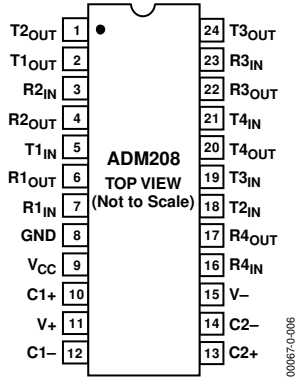 T2OUT 1 24 T3OUT
T1OUT 2 23 R3IN
R2IN 3 22 R3OUT
R2OUT 4 21 T4IN
T1IN 5 20 T4OUT
R1OUT 6 19 T3IN
R1IN 7 18 T2IN
GND 8 17 R4OUT
VCC 9 16 R4IN
C1+ 10 15 V–
V+ 11 14 C2–
C1– 12 13 C2+
ADM208
TOP VIEW
(Not to Scale)
00067-0-006